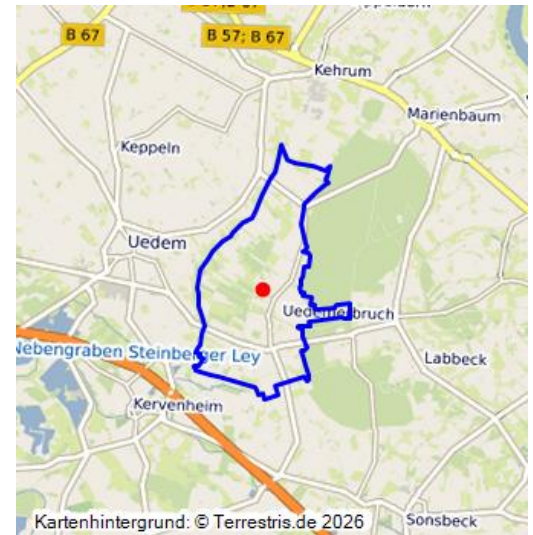 B 67
B 57; B 67
Kehrum
Marienbaum
Keppeln
Uedem
Uedemerbruch
Nebengraben Steinberger Ley
Labbeck
Kervenheim
Kartenhintergrund: © Terrestris.de 2026
Sonsbeck